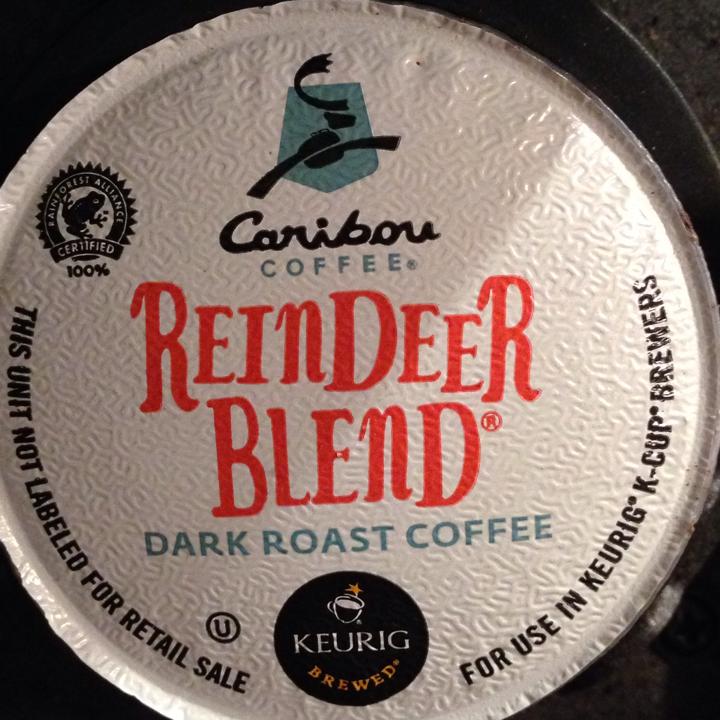 Caribou
COFFEE®
RAINFOREST ALLIANCE
CERTIFIED
100%
REINDEER
BLEND®
DARK ROAST COFFEE
THIS UNIT NOT LABELED FOR RETAIL SALE
U
KEURIG
BREWED®
FOR USE IN KEURIG® K-CUP® BREWERS